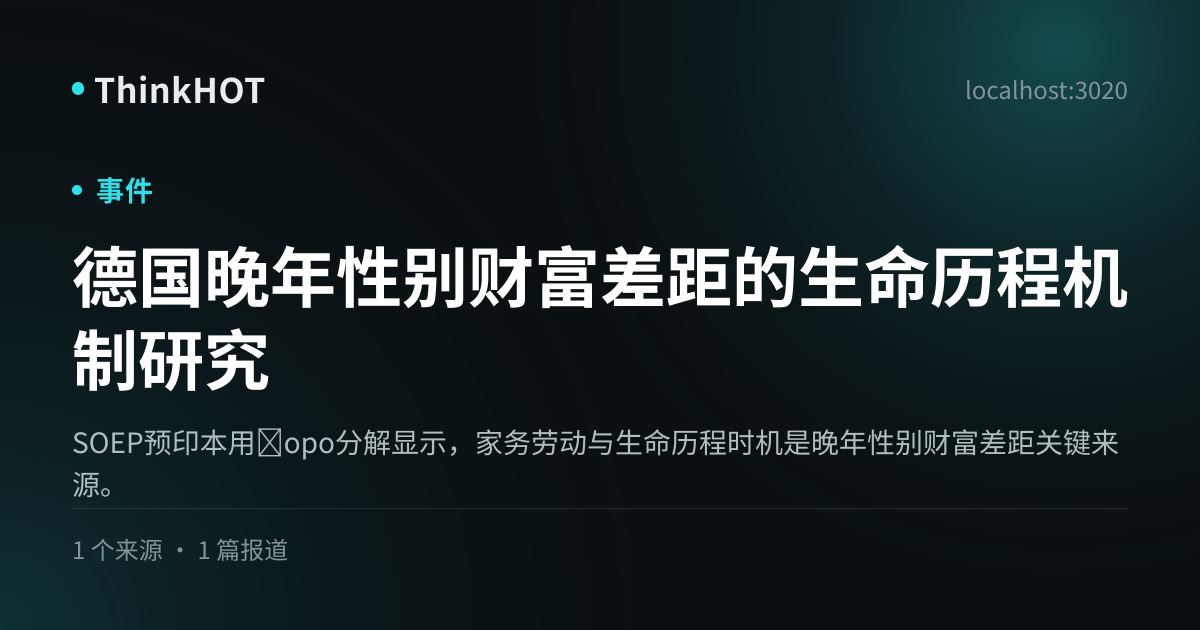 ThinkHOT
localhost:3020
事件
德国晚年性别财富差距的生命历程机
制研究
SOEP预印本用opo分解显示，家务劳动与生命历程时机是晚年性别财富差距关键来
源。
1 个来源 · 1 篇报道